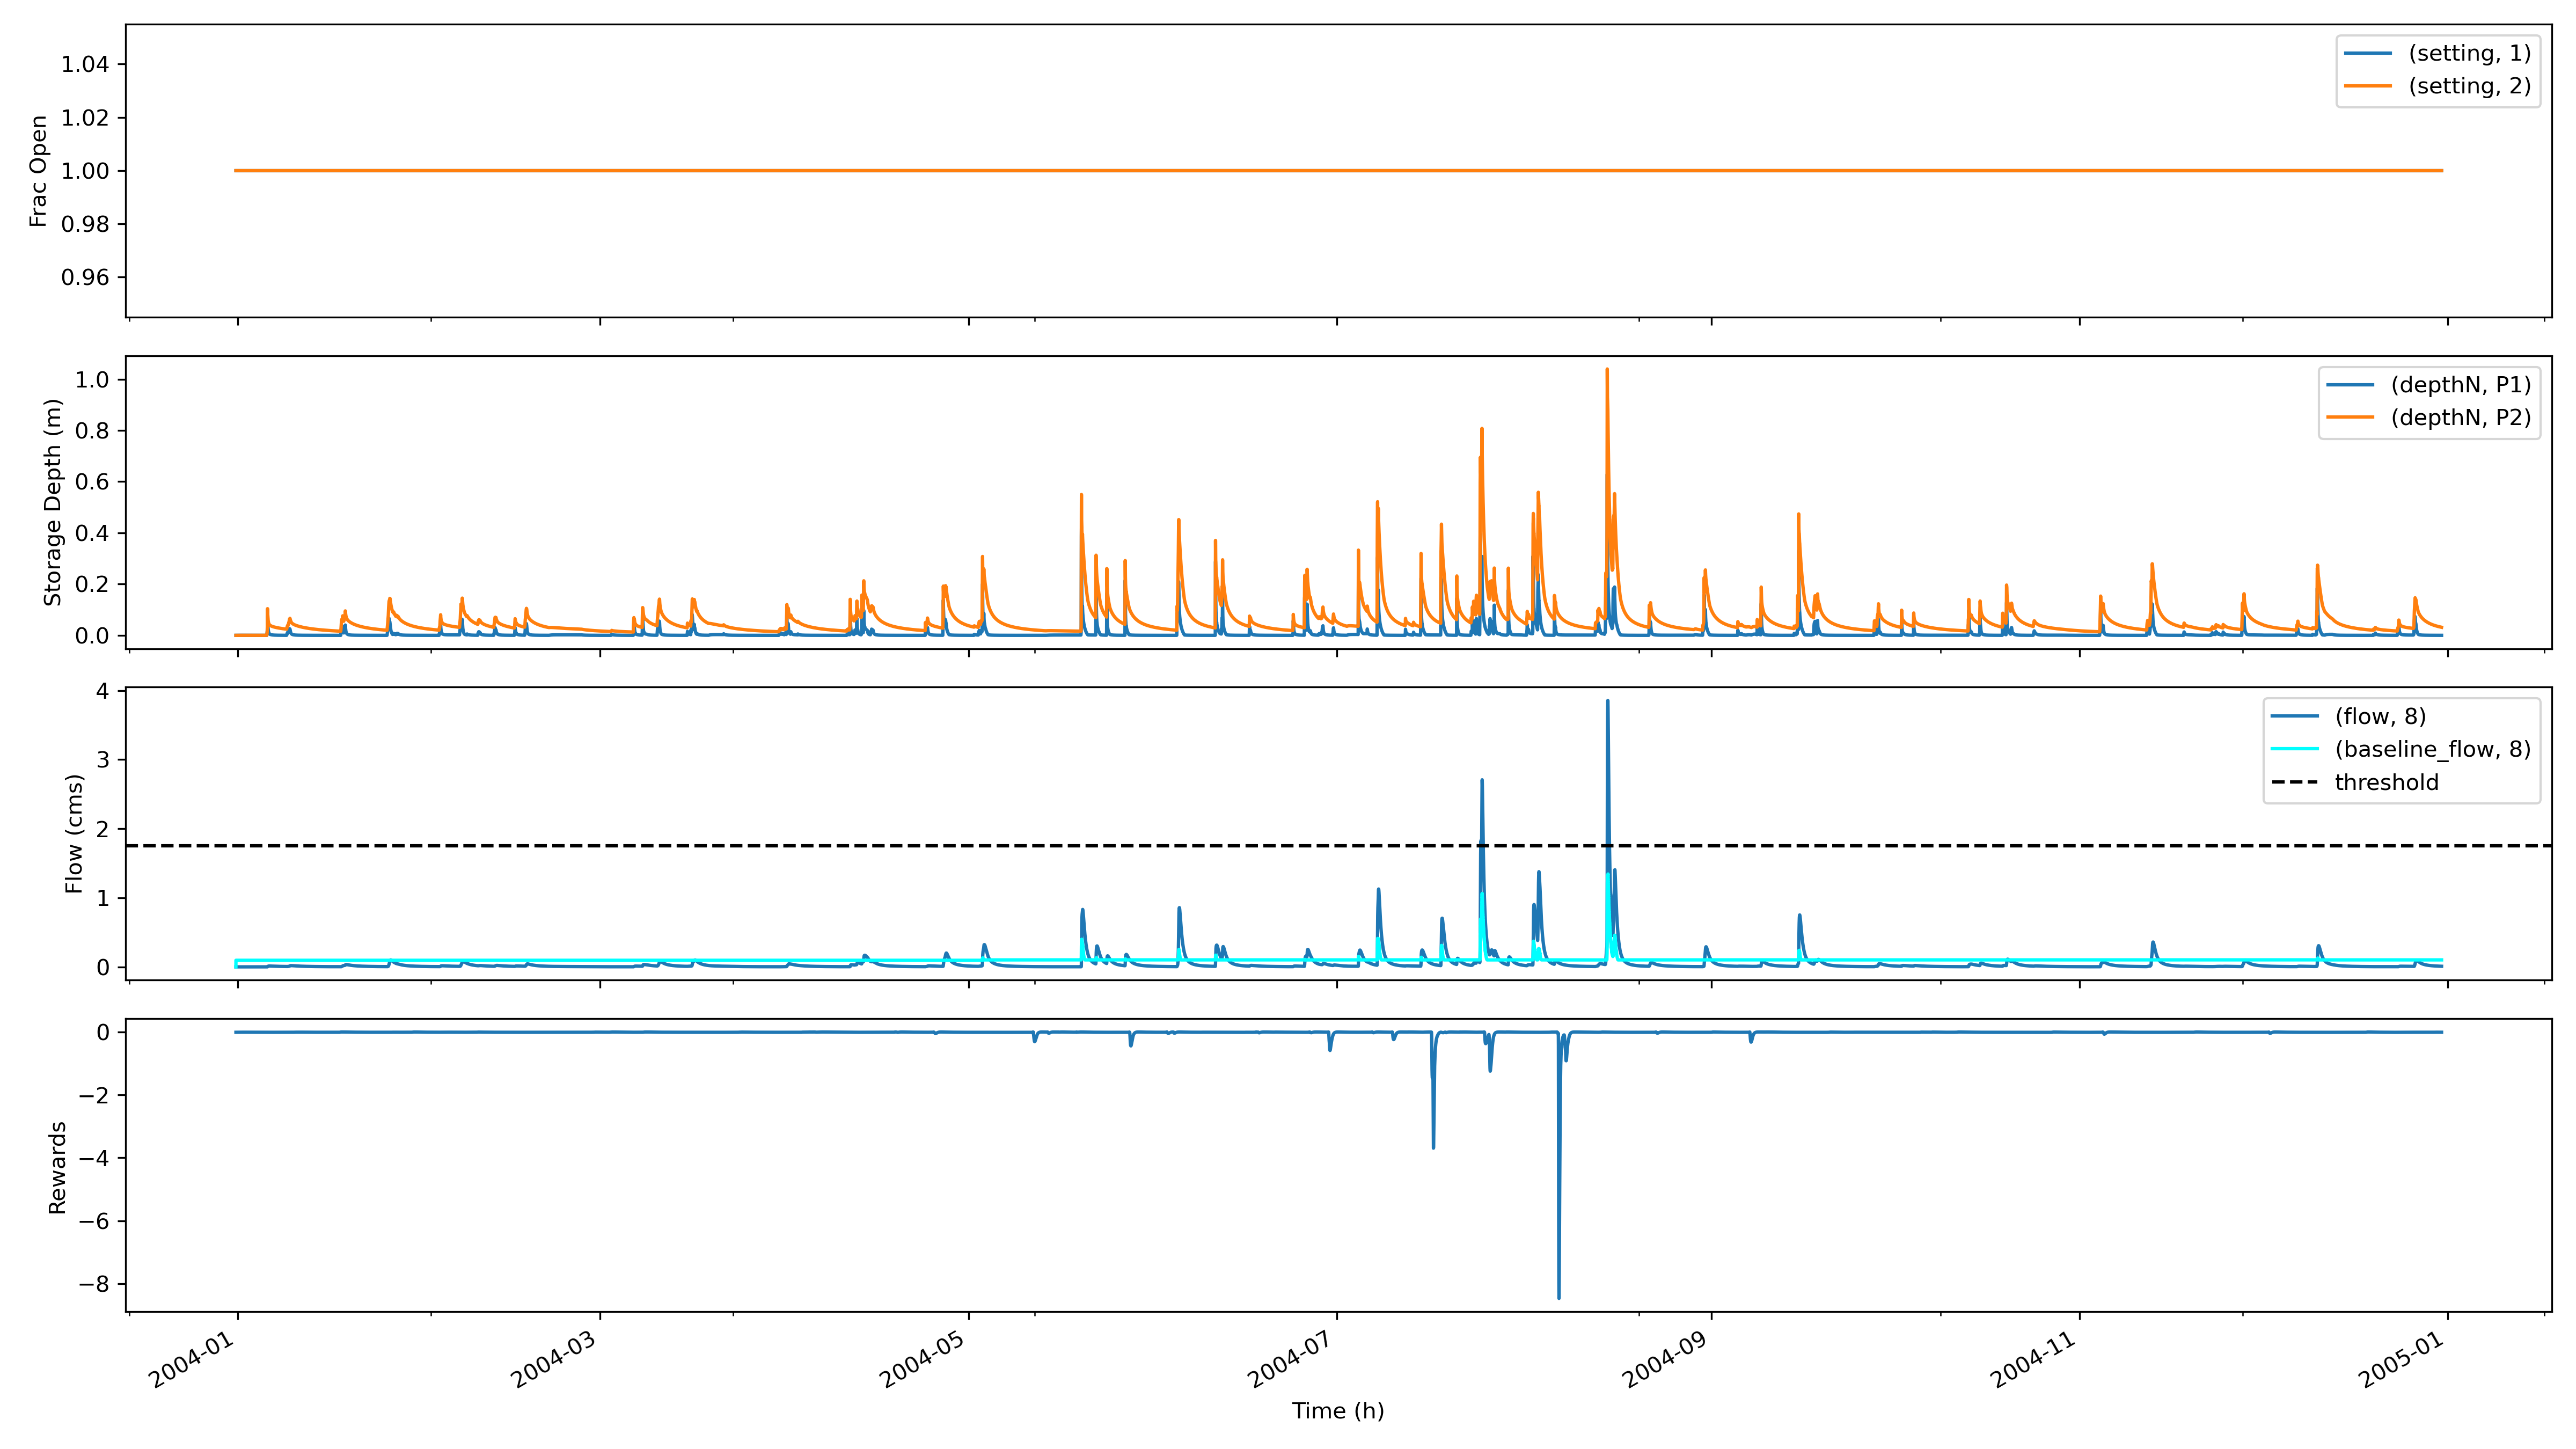 Frac Open
1.04
1.02
1.00
0.98
0.96
(setting, 1)
(setting, 2)
Storage Depth (m)
1.0
0.8
0.6
0.4
0.2
0.0
(depthN, P1)
(depthN, P2)
Flow (cms)
4
3
2
1
0
(flow, 8)
(baseline_flow, 8)
threshold
Rewards
0
−2
−4
−6
−8
2004-01
2004-03
2004-05
2004-07
2004-09
2004-11
2005-01
Time (h)